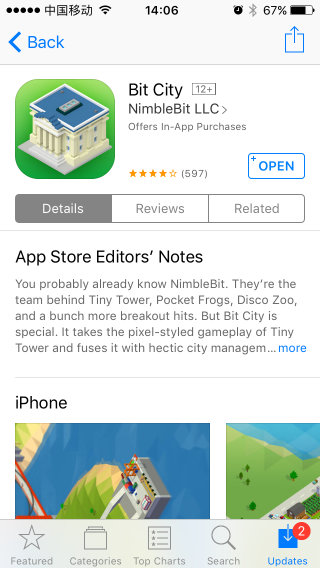 中国移动 14:06 67%
Back
Bit City 12+
NimbleBit LLC
Offers In-App Purchases
(597)
+ OPEN
Details Reviews Related
App Store Editors’ Notes
You probably already know NimbleBit. They’re the
team behind Tiny Tower, Pocket Frogs, Disco Zoo,
and a bunch more breakout hits. But Bit City is
special. It takes the pixel-styled gameplay of Tiny
Tower and fuses it with hectic city managem... more
iPhone
2
Featured Categories Top Charts Search Updates